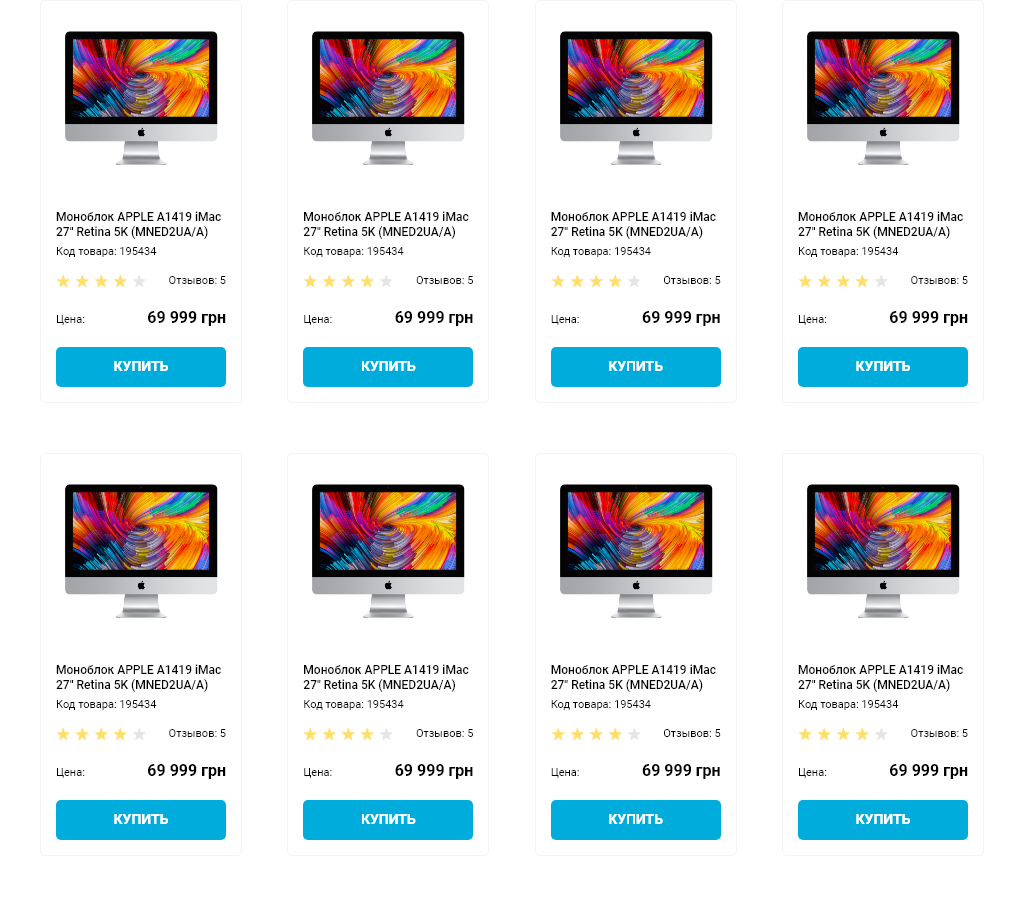 Моноблок APPLE A1419 iMac
27" Retina 5K (MNED2UA/A)
Код товара: 195434
Отзывов: 5
Цена: 69 999 грн
КУПИТЬ
Моноблок APPLE A1419 iMac
27" Retina 5K (MNED2UA/A)
Код товара: 195434
Отзывов: 5
Цена: 69 999 грн
КУПИТЬ
Моноблок APPLE A1419 iMac
27" Retina 5K (MNED2UA/A)
Код товара: 195434
Отзывов: 5
Цена: 69 999 грн
КУПИТЬ
Моноблок APPLE A1419 iMac
27" Retina 5K (MNED2UA/A)
Код товара: 195434
Отзывов: 5
Цена: 69 999 грн
КУПИТЬ
Моноблок APPLE A1419 iMac
27" Retina 5K (MNED2UA/A)
Код товара: 195434
Отзывов: 5
Цена: 69 999 грн
КУПИТЬ
Моноблок APPLE A1419 iMac
27" Retina 5K (MNED2UA/A)
Код товара: 195434
Отзывов: 5
Цена: 69 999 грн
КУПИТЬ
Моноблок APPLE A1419 iMac
27" Retina 5K (MNED2UA/A)
Код товара: 195434
Отзывов: 5
Цена: 69 999 грн
КУПИТЬ
Моноблок APPLE A1419 iMac
27" Retina 5K (MNED2UA/A)
Код товара: 195434
Отзывов: 5
Цена: 69 999 грн
КУПИТЬ